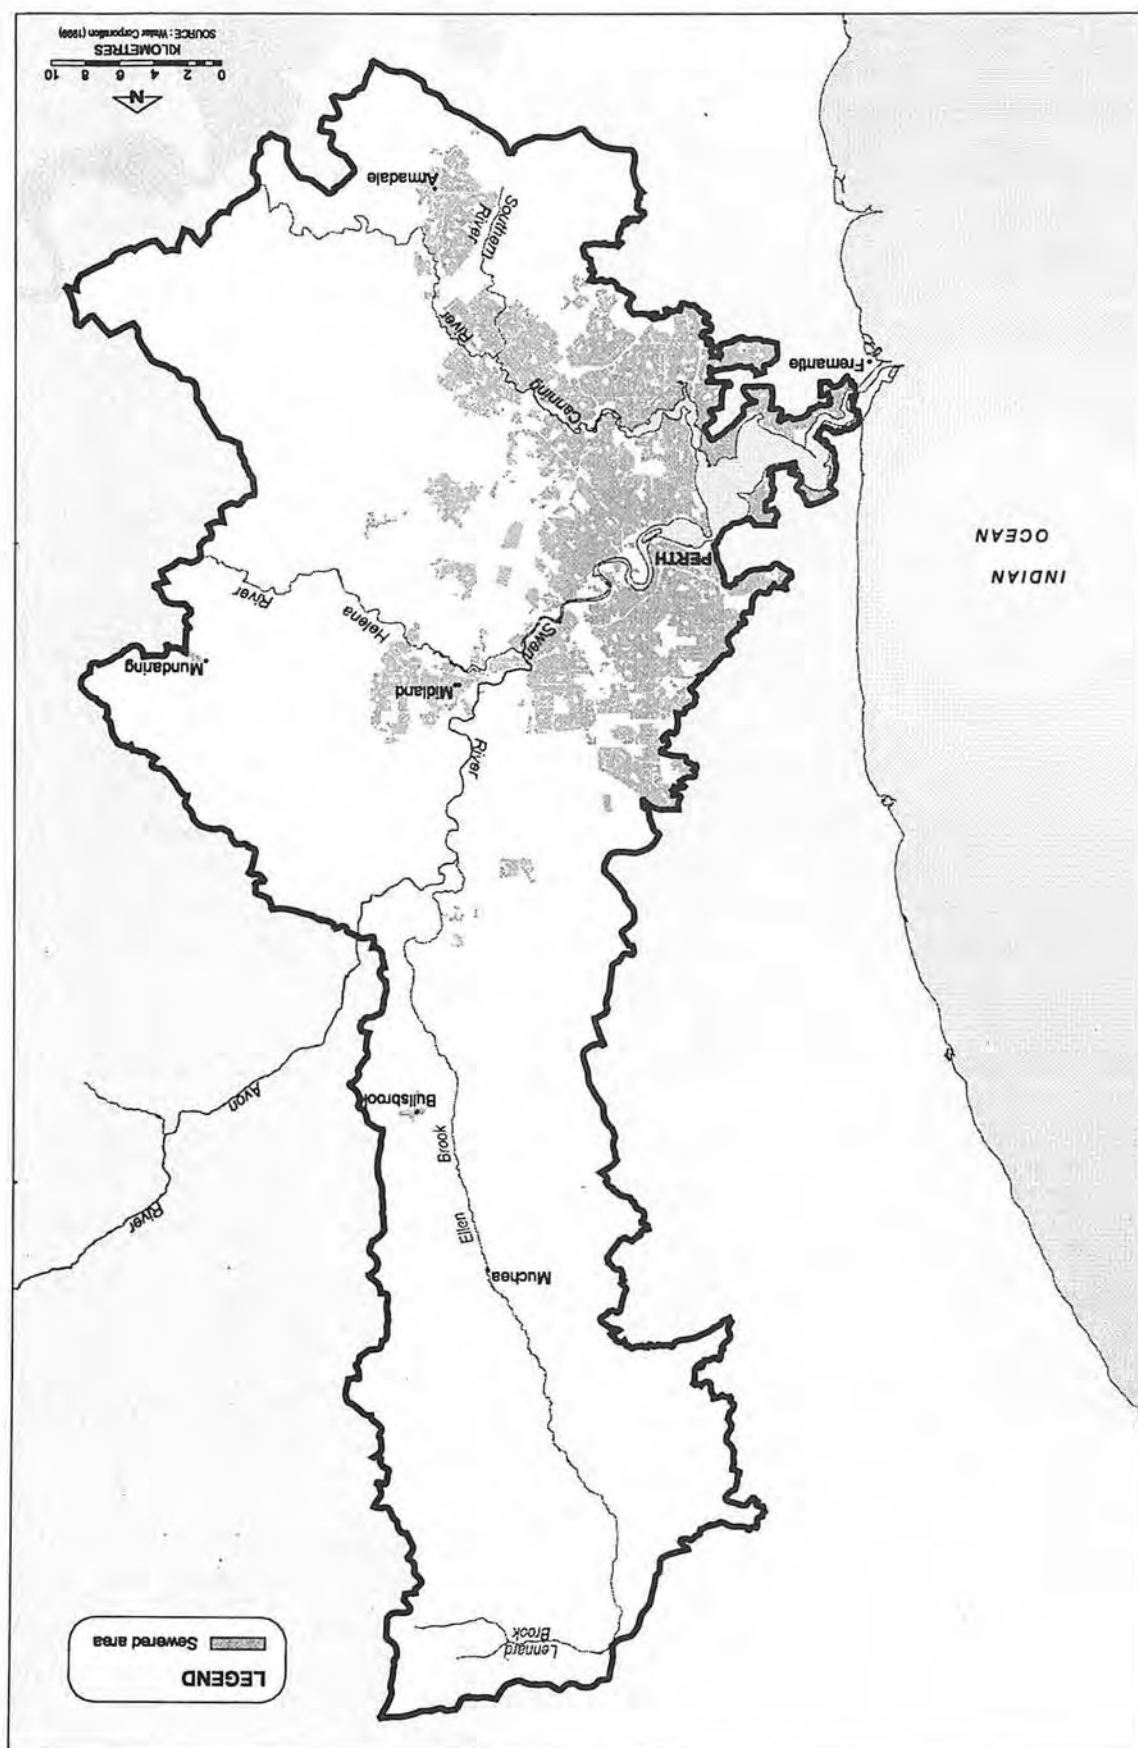 LEGEND
Sewered area
Lennard
Brook
Muchea
Ellen
Brook
Bullsbrook
River
Avon
River
Midland
Mundaring
Swan
Helena
River
PERTH
INDIAN
OCEAN
Canning
River
Fremantle
Southern
River
Armadale
N
0 2 4 6 8 10
KILOMETRES
SOURCE: Water Corporation (1999)